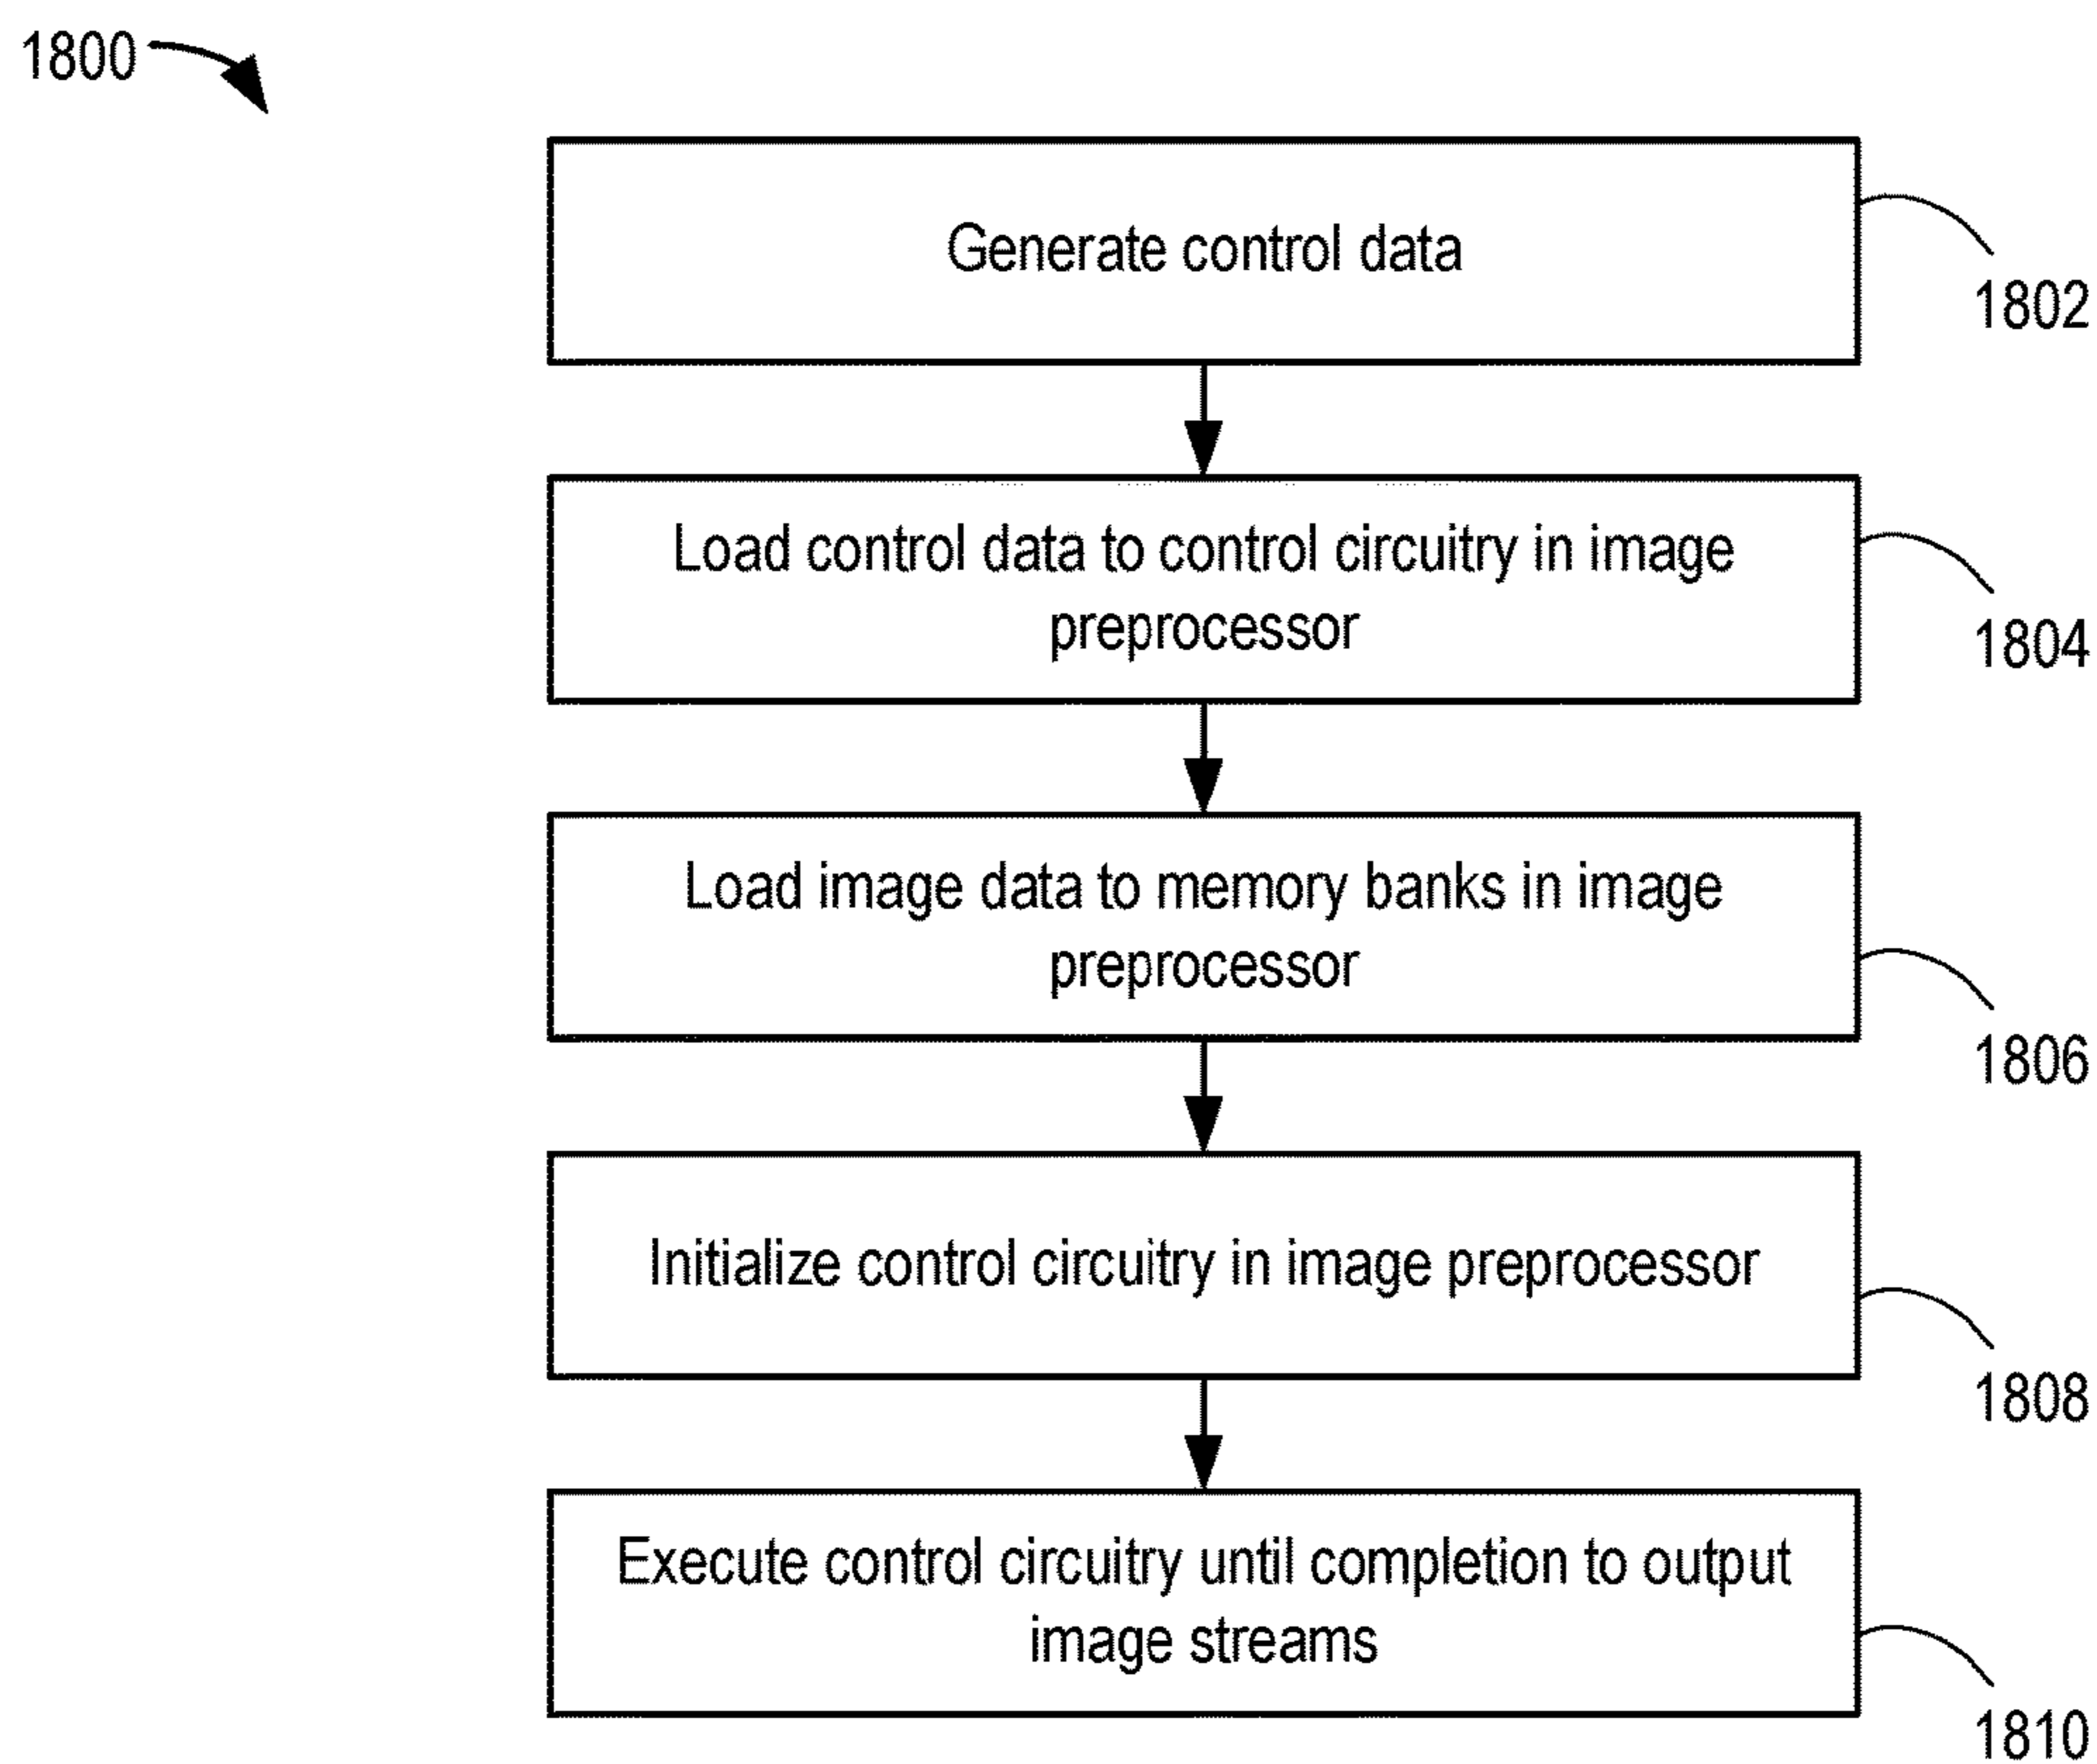 1800
Generate control data
1802
Load control data to control circuitry in image
preprocessor
1804
Load image data to memory banks in image
preprocessor
1806
Initialize control circuitry in image preprocessor
1808
Execute control circuitry until completion to output
image streams
1810